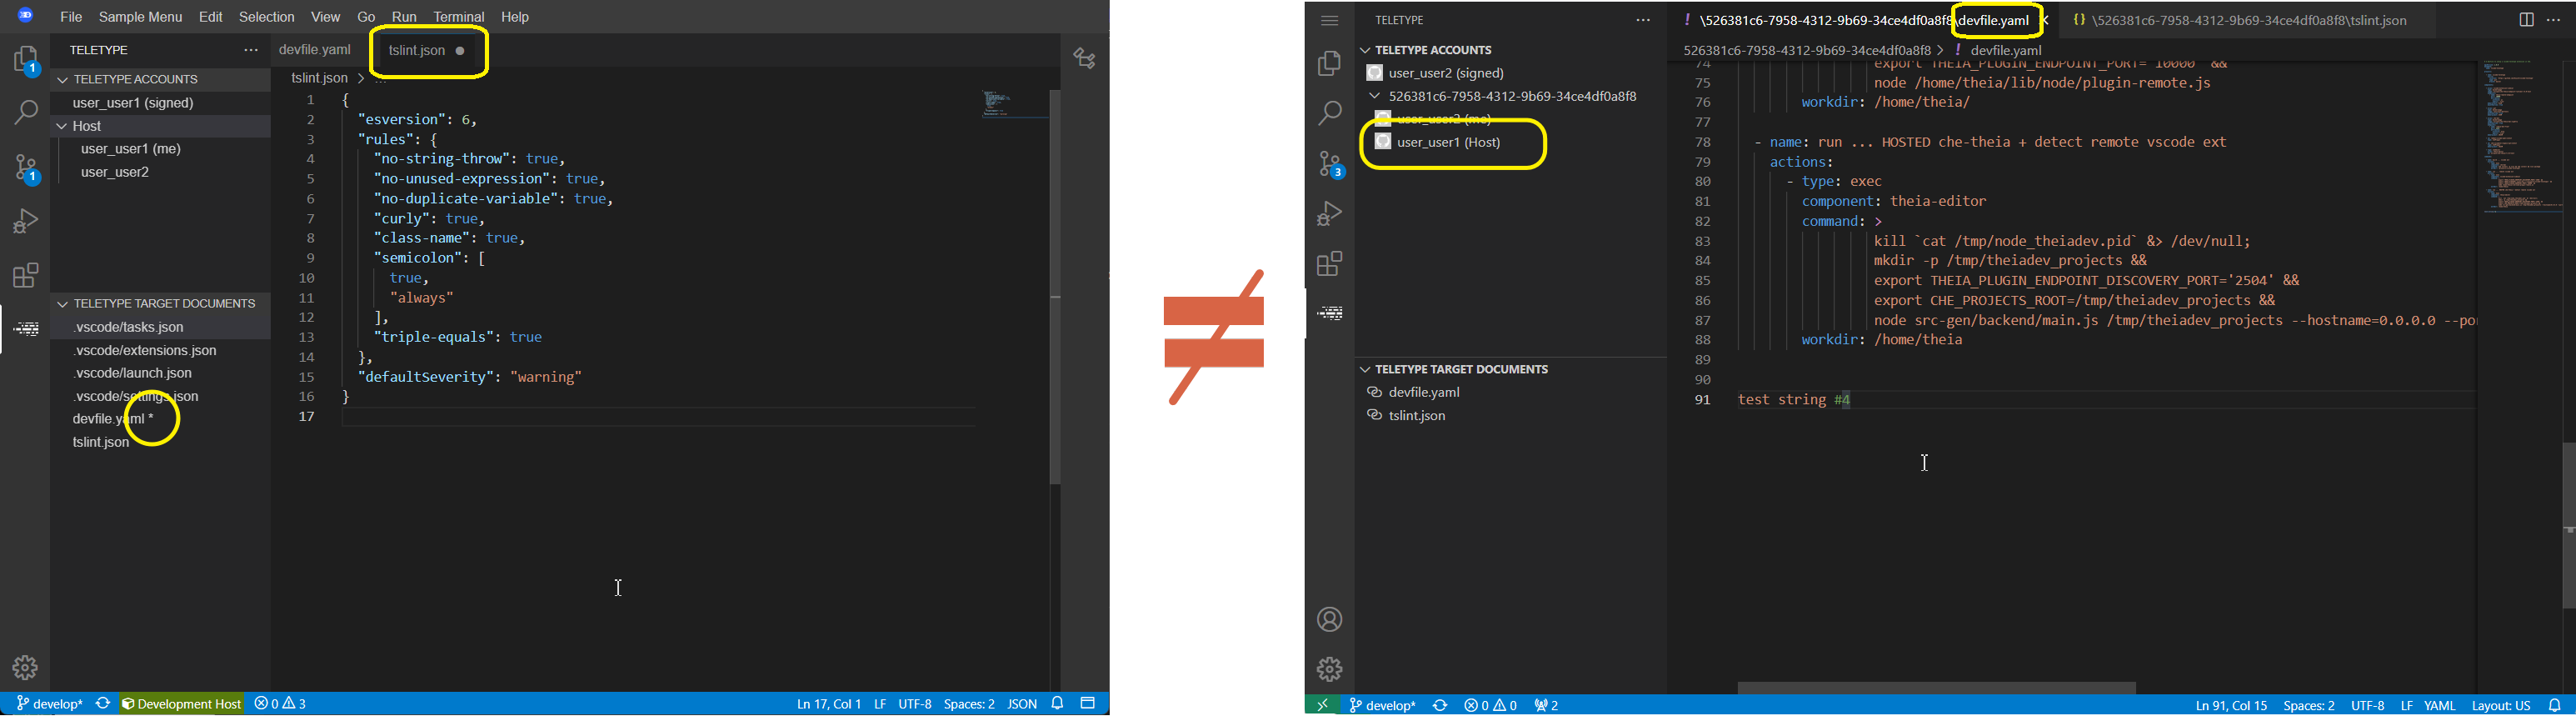 File Sample Menu Edit Selection View Go Run Terminal Help
TELETYPE
TELETYPE ACCOUNTS
user_user1 (signed)
Host
user_user1 (me)
user_user2
TELETYPE TARGET DOCUMENTS
.vscode/tasks.json
.vscode/extensions.json
.vscode/launch.json
.vscode/settings.json
devfile.yaml *
tslint.json
1
1
devfile.yaml tslint.json
tslint.json > ...
1 {
2 "esversion": 6,
3 "rules": {
4 "no-string-throw": true,
5 "no-unused-expression": true,
6 "no-duplicate-variable": true,
7 "curly": true,
8 "class-name": true,
9 "semicolon": [
10 true,
11 "always"
12 ],
13 "triple-equals": true
14 },
15 "defaultSeverity": "warning"
16 }
17
develop* Development Host 0 3 Ln 17, Col 1 LF UTF-8 Spaces: 2 JSON
TELETYPE
TELETYPE ACCOUNTS
user_user2 (signed)
526381c6-7958-4312-9b69-34ce4df0a8f8
user_user2 (me)
user_user1 (Host)
3
TELETYPE TARGET DOCUMENTS
devfile.yaml
tslint.json
! \526381c6-7958-4312-9b69-34ce4df0a8f8\devfile.yaml {} \526381c6-7958-4312-9b69-34ce4df0a8f8\tslint.json
526381c6-7958-4312-9b69-34ce4df0a8f8 > ! devfile.yaml
74 export THEIA_PLUGIN_ENDPOINT_PORT='10000' &&
75 node /home/theia/lib/node/plugin-remote.js
76 workdir: /home/theia/
77
78 - name: run ... HOSTED che-theia + detect remote vscode ext
79 actions:
80 - type: exec
81 component: theia-editor
82 command: >
83 kill `cat /tmp/node_theiadev.pid` &> /dev/null;
84 mkdir -p /tmp/theiadev_projects &&
85 export THEIA_PLUGIN_ENDPOINT_DISCOVERY_PORT='2504' &&
86 export CHE_PROJECTS_ROOT=/tmp/theiadev_projects &&
87 node src-gen/backend/main.js /tmp/theiadev_projects --hostname=0.0.0.0 --po
88 workdir: /home/theia
89
90
91 test string #4
develop* 0 0 2 Ln 91, Col 15 Spaces: 2 UTF-8 LF YAML Layout: US